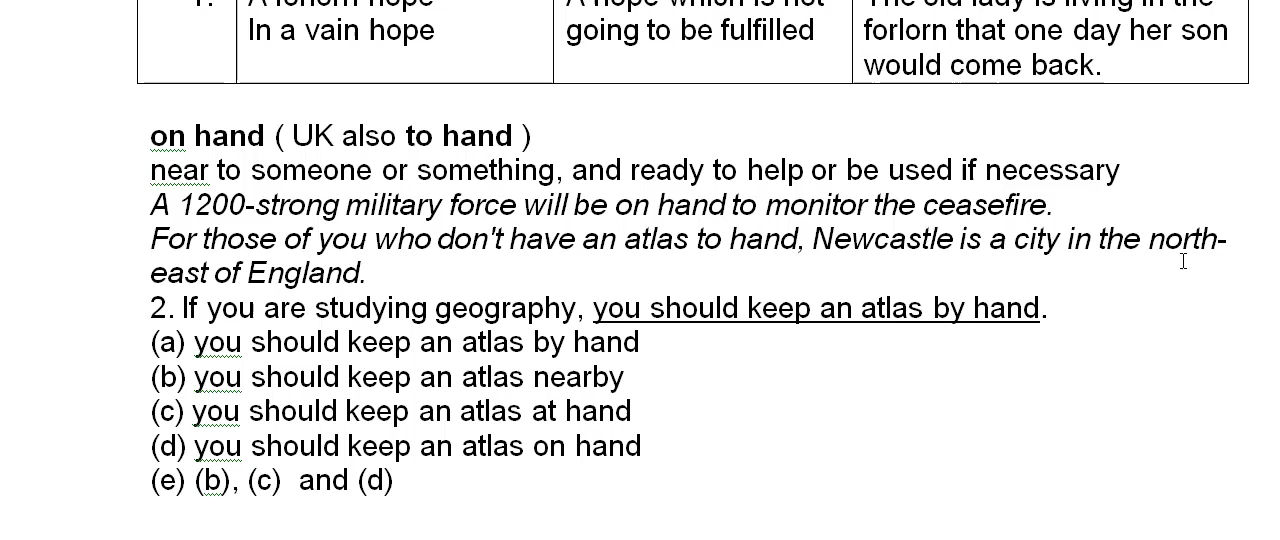 In a vain hope
going to be fulfilled
forlorn that one day her son
would come back.
on hand ( UK also to hand )
near to someone or something, and ready to help or be used if necessary
A 1200-strong military force will be on hand to monitor the ceasefire.
For those of you who don't have an atlas to hand, Newcastle is a city in the north-
east of England.
2. If you are studying geography, you should keep an atlas by hand.
(a) you should keep an atlas by hand
(b) you should keep an atlas nearby
(c) you should keep an atlas at hand
(d) you should keep an atlas on hand
(e) (b), (c)  and (d)